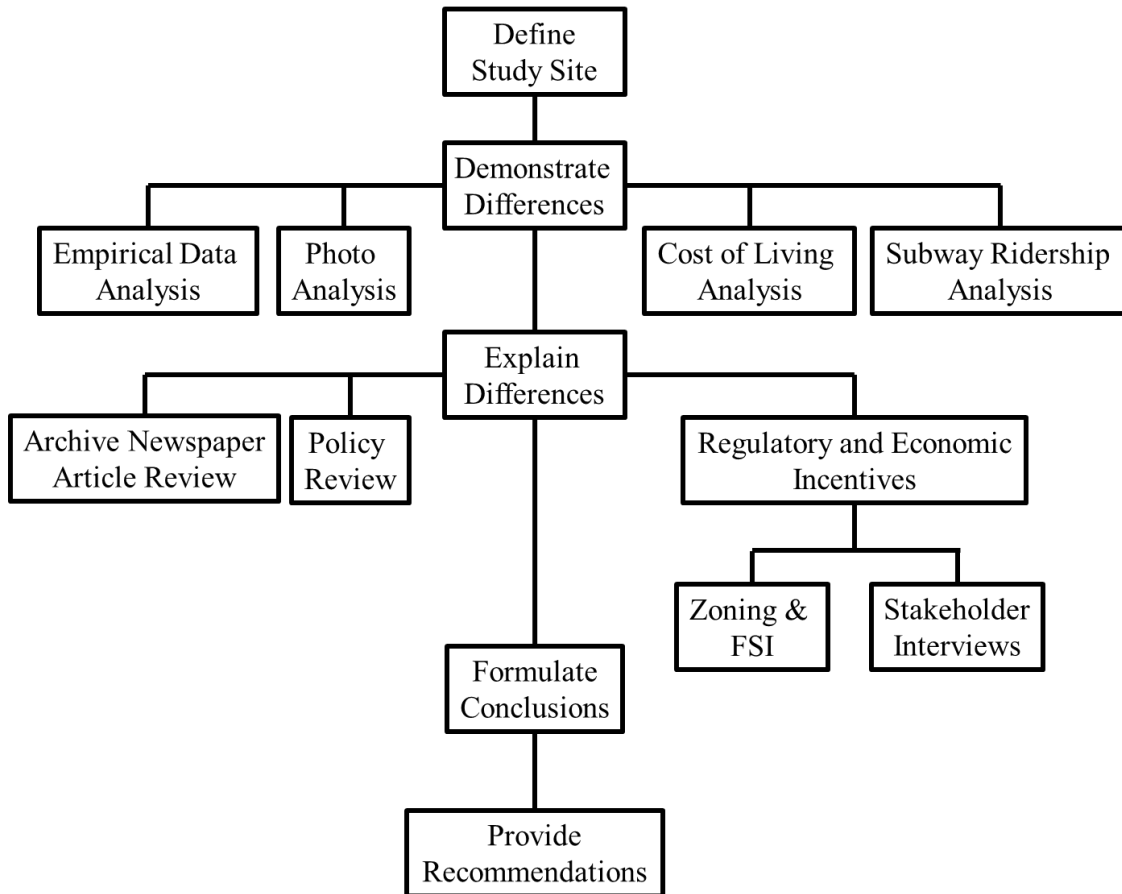 Define
Study Site
Demonstrate
Differences
Empirical Data
Analysis
Photo
Analysis
Cost of Living
Analysis
Subway Ridership
Analysis
Explain
Differences
Archive Newspaper
Article Review
Policy
Review
Regulatory and Economic
Incentives
Zoning &
FSI
Stakeholder
Interviews
Formulate
Conclusions
Provide
Recommendations